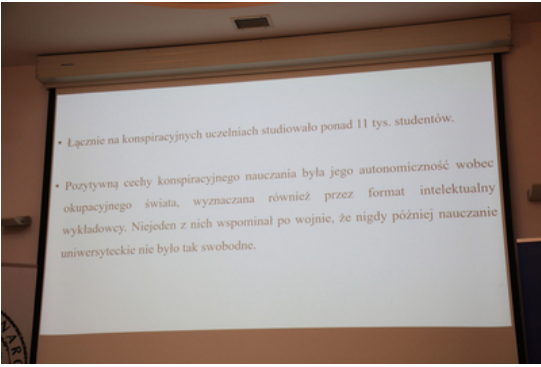 • Łącznie na konspiracyjnych uczelniach studiowało ponad 11 tys. studentów.
• Pozytywną cechy konspiracyjnego nauczania była jego autonomiczność wobec
okupacyjnego świata, wyznaczana również przez format intelektualny
wykładowcy. Niejeden z nich wspominał po wojnie, że nigdy później nauczanie
uniwersyteckie nie było tak swobodne.
NARO